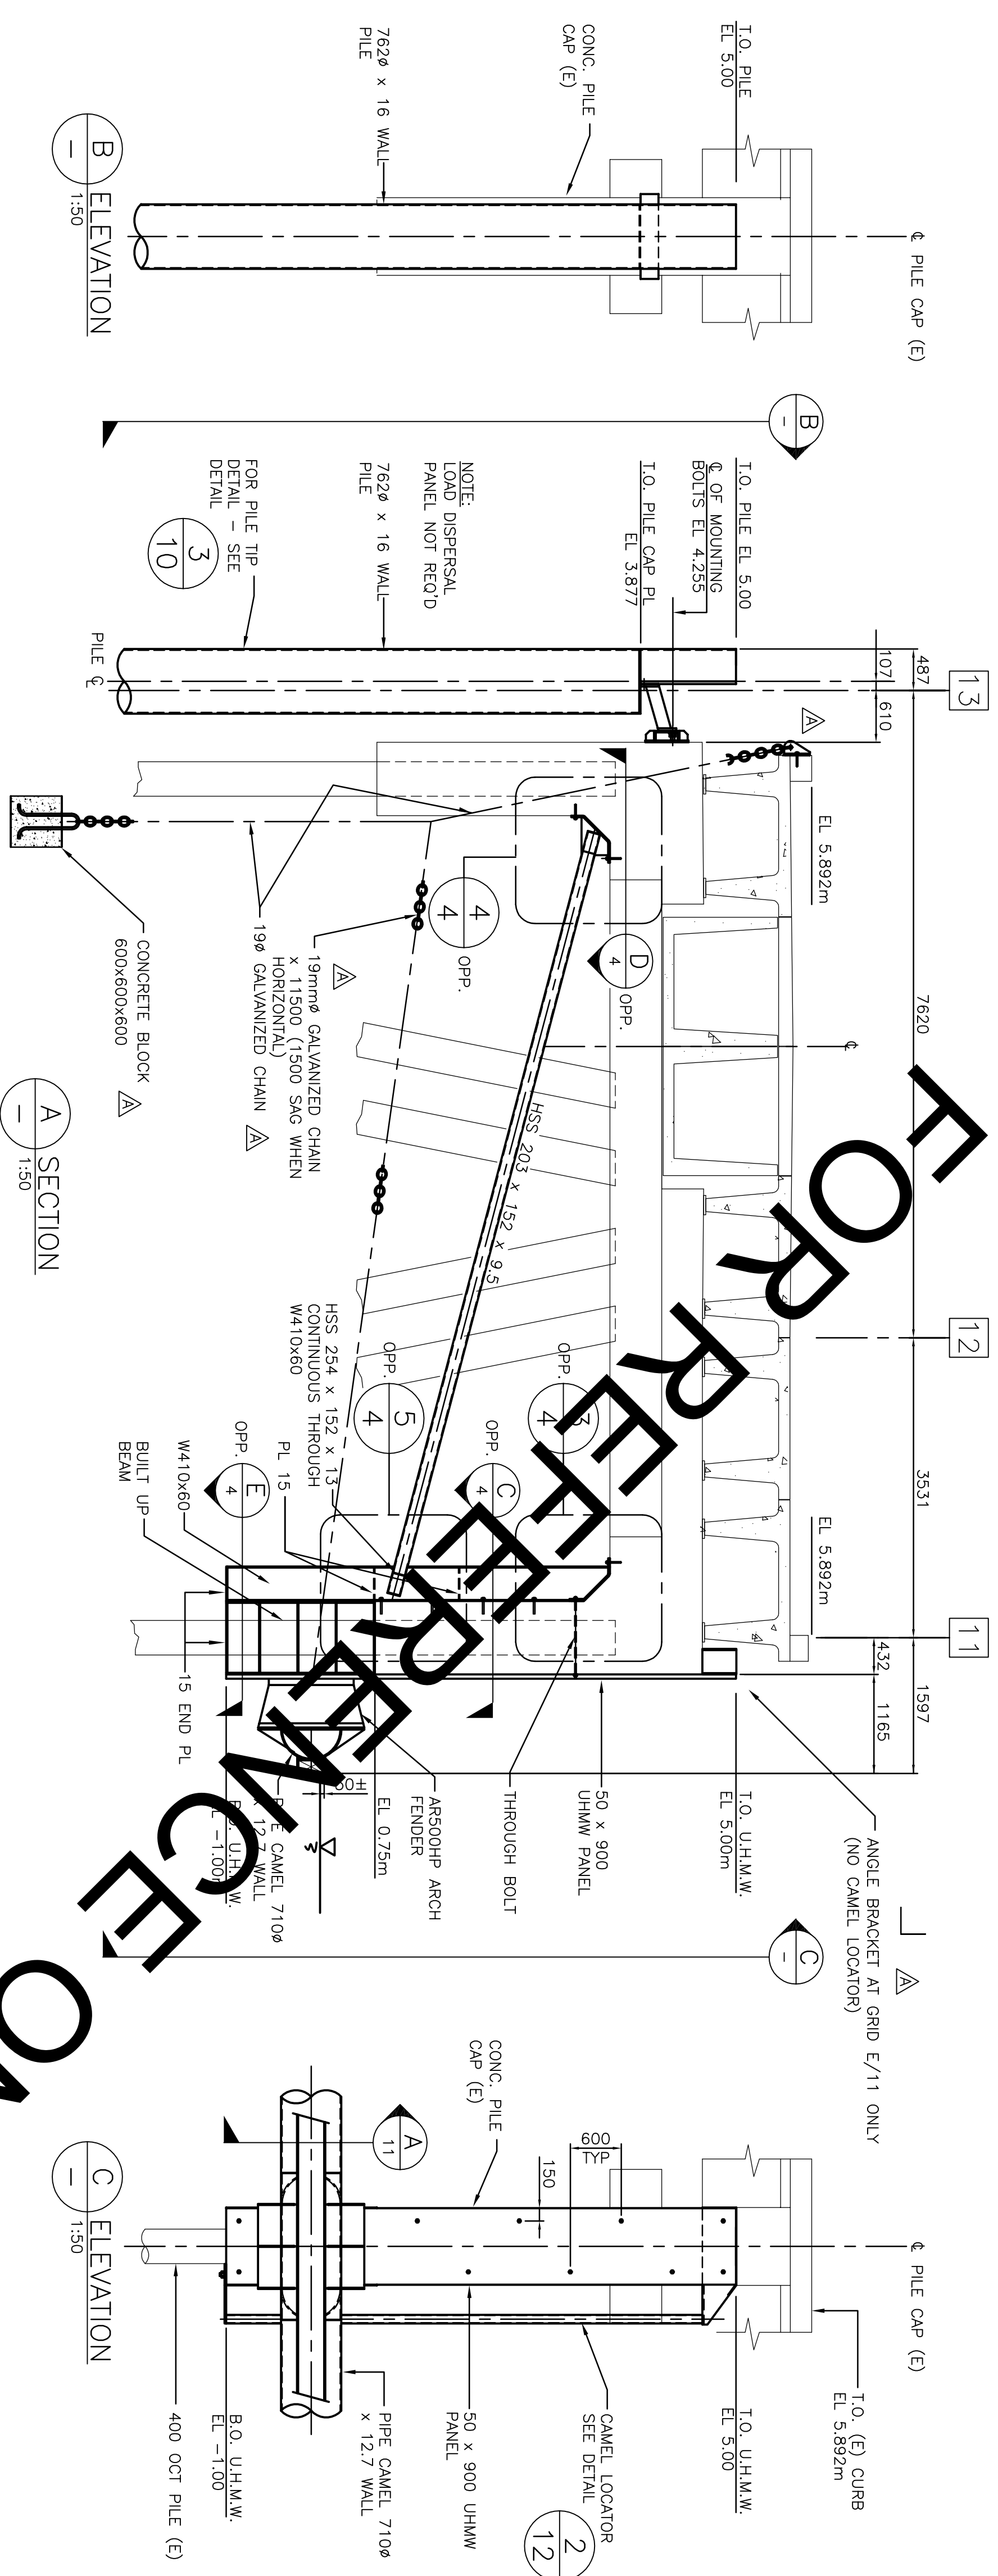 T.O. PILE
EL 5.00
CONC. PILE
CAP (E)
762ø x 16 WALL
PILE
℄ PILE CAP (E)
B
–
ELEVATION
1:50
B
-
13
487
107
610
T.O. PILE EL 5.00
℄ OF MOUNTING
BOLTS EL 4.255
T.O. PILE CAP PL
EL 3.877
NOTE:
LOAD DISPERSAL
PANEL NOT REQ'D
762ø x 16 WALL
PILE
FOR PILE TIP
DETAIL – SEE
DETAIL
3
10
PILE ℄
A
EL 5.892m
7620
℄
D
4
OPP.
4
4
OPP.
19mmø GALVANIZED CHAIN
x 11500 (1500 SAG WHEN
HORIZONTAL)
A
19ø GALVANIZED CHAIN
A
CONCRETE BLOCK
600x600x600
A
HSS 203 x 152 x 9.5
A
–
SECTION
1:50
12
3531
11
EL 5.892m
432
1597
1165
OPP.
3
4
OPP.
C
4
OPP.
5
4
HSS 254 x 152 x 13
CONTINUOUS THROUGH
W410x60
PL 15
OPP.
E
4
W410x60
BUILT UP
BEAM
15 END PL
ANGLE BRACKET AT GRID E/11 ONLY
(NO CAMEL LOCATOR)
A
T.O. U.H.M.W.
EL 5.00m
50 x 900
UHMW PANEL
THROUGH BOLT
AR500HP ARCH
FENDER
EL 0.75m
CAMEL 710ø
12.7 WALL
U.H.M.W.
–1.00
C
-
CONC. PILE
CAP (E)
A
11
600
TYP
150
℄ PILE CAP (E)
T.O. (E) CURB
EL 5.892m
T.O. U.H.M.W.
EL 5.00
CAMEL LOCATOR
SEE DETAIL
2
12
50 x 900 UHMW
PANEL
PIPE CAMEL 710ø
x 12.7 WALL
B.O. U.H.M.W.
EL –1.00
400 OCT PILE (E)
C
–
ELEVATION
1:50
FOR REFERENCE